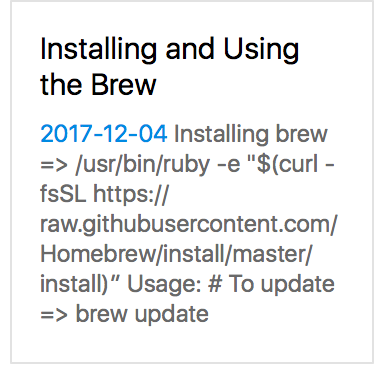 Installing and Using
the Brew
2017-12-04 Installing brew
=> /usr/bin/ruby -e "$(curl -
fsSL https://
raw.githubusercontent.com/
Homebrew/install/master/
install)” Usage: # To update
=> brew update